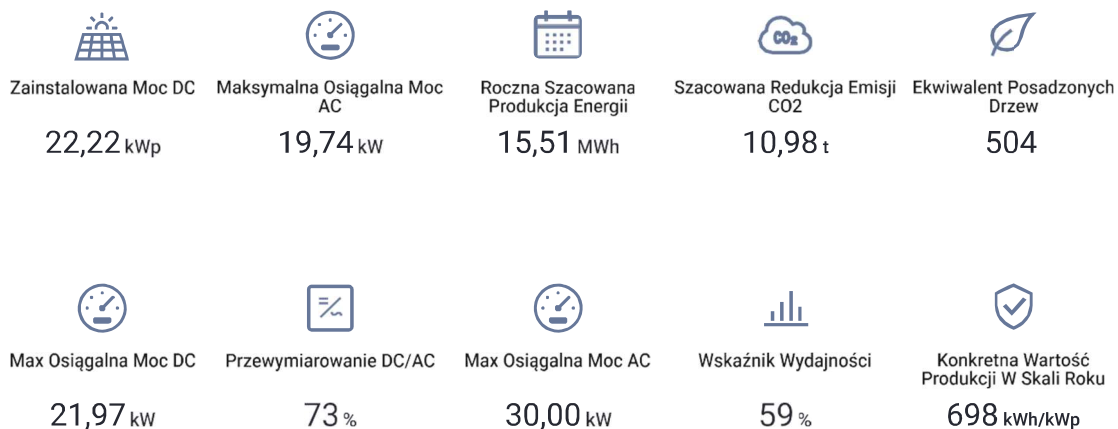 CO₂
Zainstalowana Moc DC
22,22 kWp
Maksymalna Osiągalna Moc
AC
19,74 kW
Roczna Szacowana
Produkcja Energii
15,51 MWh
Szacowana Redukcja Emisji
CO2
10,98 t
Ekwiwalent Posadzonych
Drzew
504
Max Osiągalna Moc DC
21,97 kW
Przewymiarowanie DC/AC
73 %
Max Osiągalna Moc AC
30,00 kW
Wskaźnik Wydajności
59 %
Konkretna Wartość
Produkcji W Skali Roku
698 kWh/kWp